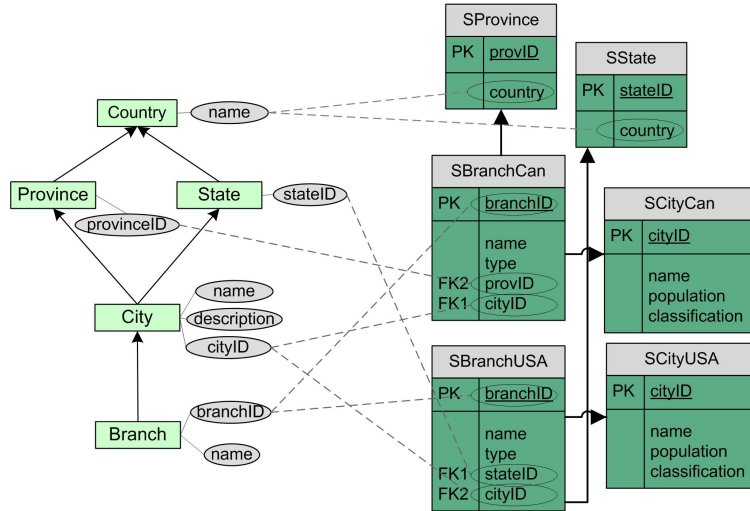 Country
name
Province
State
stateID
provinceID
name
City
description
cityID
branchID
Branch
name
SProvince
PK provID
country
SState
PK stateID
country
SBranchCan
PK branchID
name
type
FK2 provID
FK1 cityID
SCityCan
PK cityID
name
population
classification
SBranchUSA
PK branchID
name
type
FK1 stateID
FK2 cityID
SCityUSA
PK cityID
name
population
classification